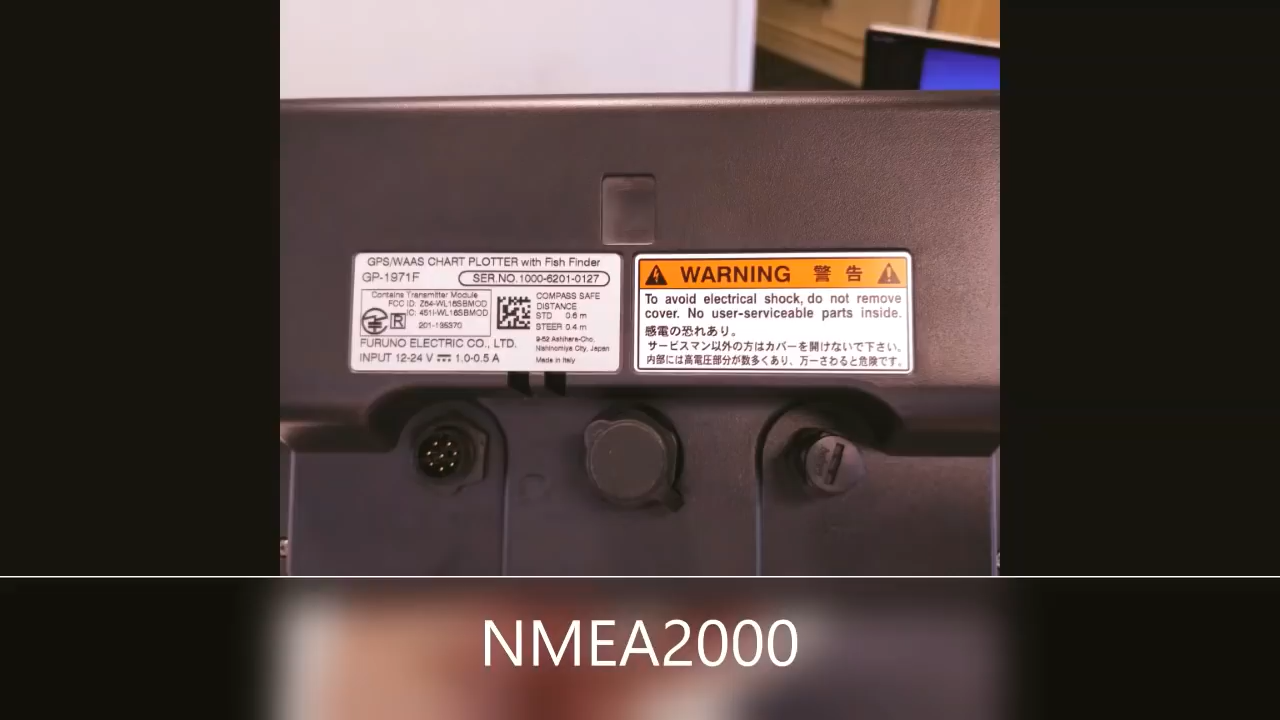 GPS/WAAS CHART PLOTTER with Fish Finder
GP-1971F
SER.NO.1000-6201-0127
Contains Transmitter Module
FCC ID: Z64-WL18SBMOD
IC: 451I-WL18SBMOD
R
201-135370
COMPASS SAFE
DISTANCE
STD 0.6 m
STEER 0.4 m
FURUNO ELECTRIC CO., LTD.
9-52 Ashihara-Cho,
Nishinomiya City, Japan
INPUT 12-24 V 1.0-0.5 A
Made in Italy
WARNING 警告
To avoid electrical shock, do not remove
cover. No user-serviceable parts inside.
感電の恐れあり。
サービスマン以外の方はカバーを開けないで下さい。
内部には高電圧部分が数多くあり、万一さわると危険です。
NMEA2000